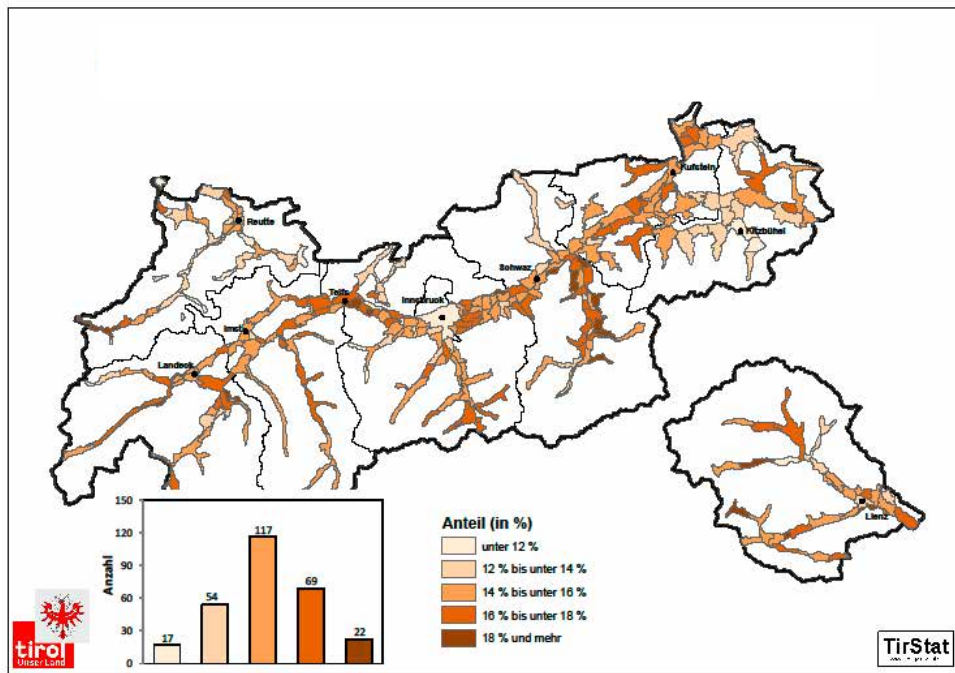 Kufstein
Reutte
Kitzbühel
Schwaz
Telfs
Innsbruck
Imst
Landeck
Lienz
150
120
90
60
30
0
Anzahl
17
54
117
69
22
Anteil (in %)
unter 12 %
12 % bis unter 14 %
14 % bis unter 16 %
16 % bis unter 18 %
18 % und mehr
tirol
Unser Land
TirStat